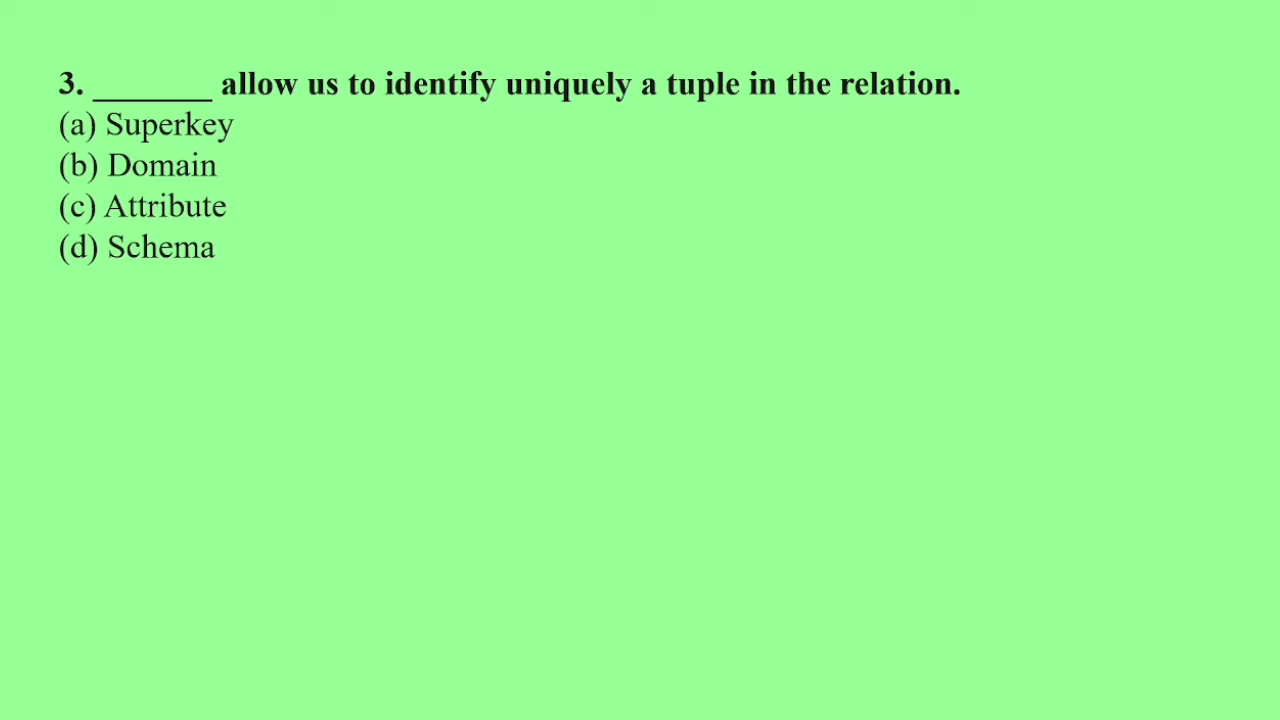 3. _______ allow us to identify uniquely a tuple in the relation.
(a) Superkey
(b) Domain
(c) Attribute
(d) Schema